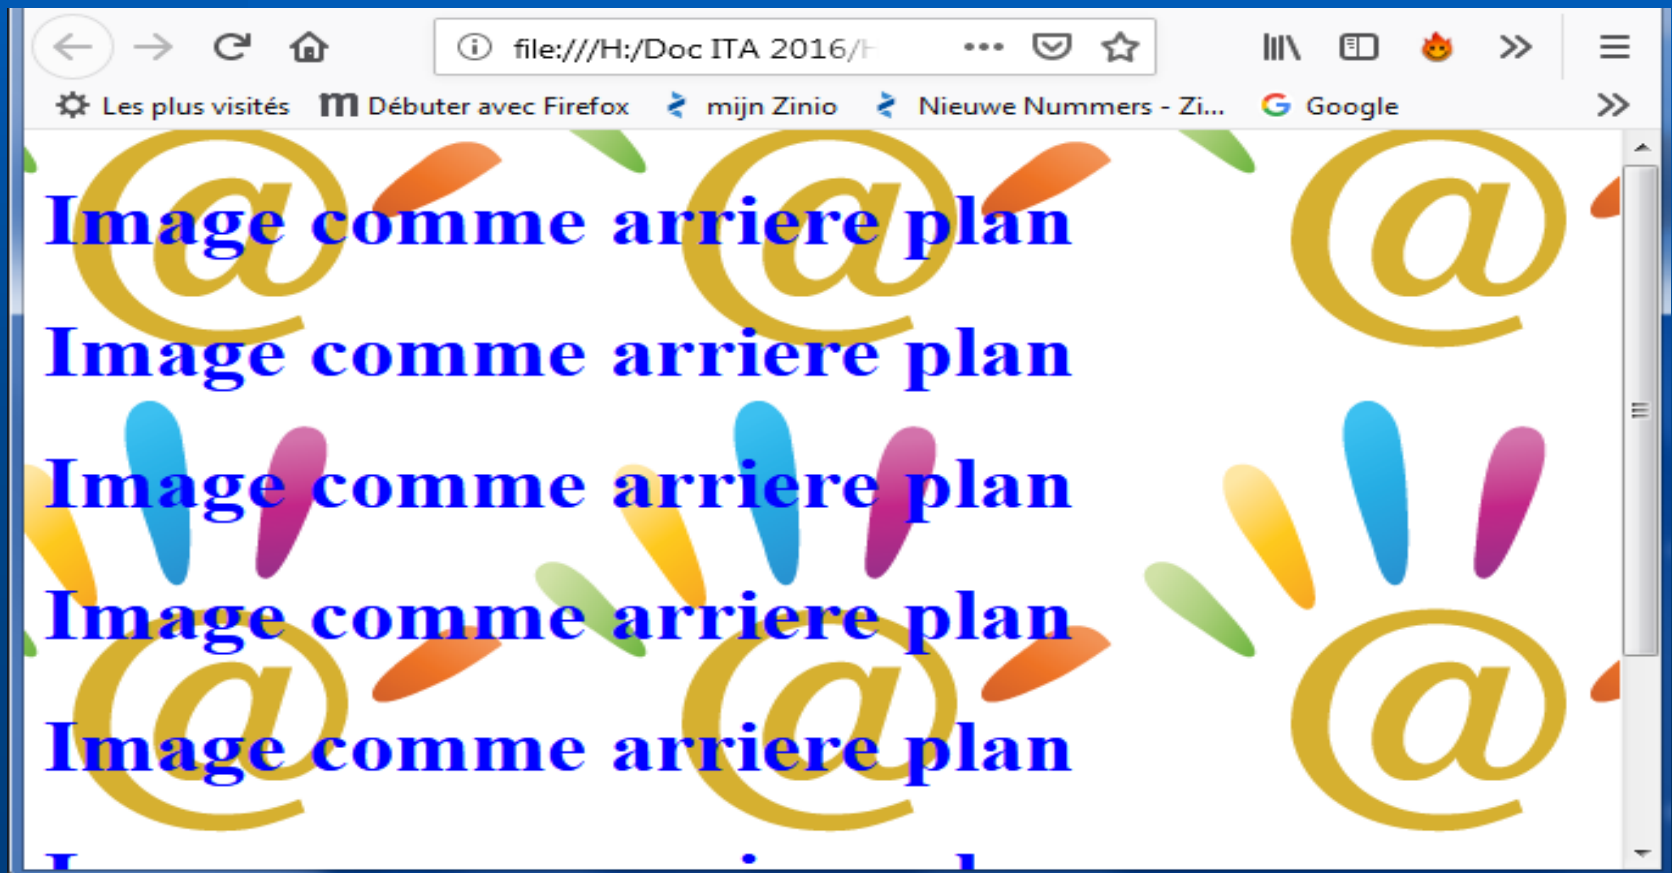 file:///H:/Doc ITA 2016/
Les plus visités m Débuter avec Firefox mijn Zinio Nieuwe Nummers - Zi... G Google
Image comme arriere plan
Image comme arriere plan
Image comme arriere plan
Image comme arriere plan
Image comme arriere plan